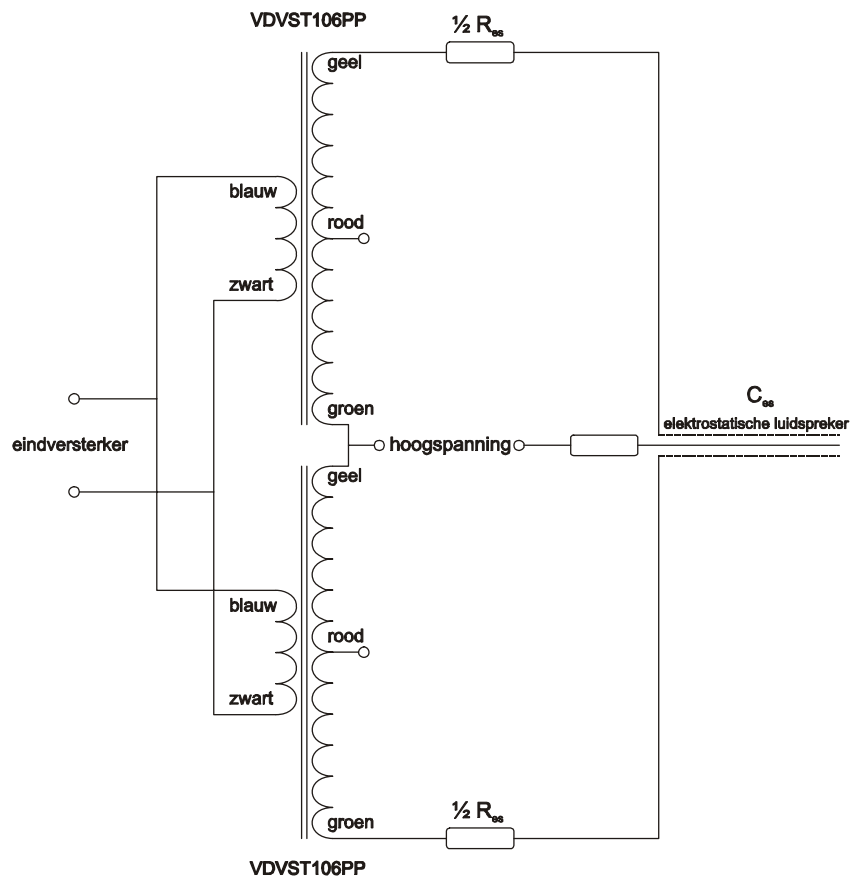 VDVST106PP
½ Res
geel
blauw
rood
zwart
groen
Ces
elektrostatische luidspreker
eindversterker
hoogspanning
geel
blauw
rood
zwart
groen
½ Res
VDVST106PP